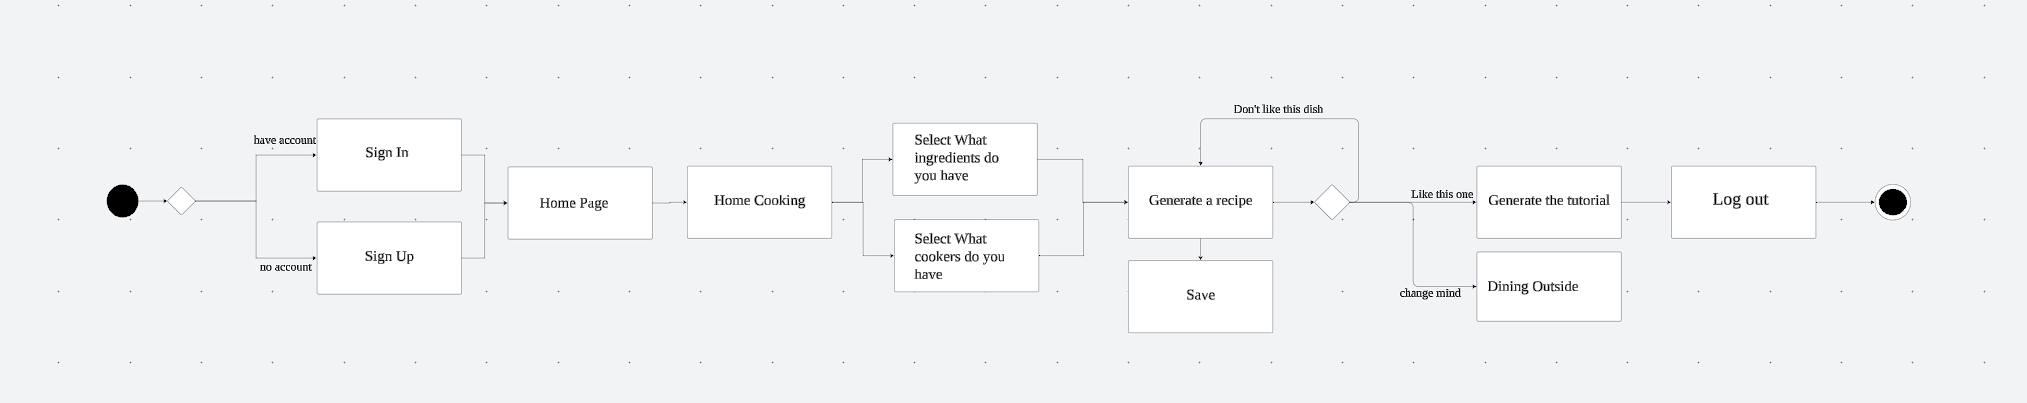 have account
Sign In
no account
Sign Up
Home Page
Home Cooking
Select What
ingredients do
you have
Select What
cookers do you
have
Don't like this dish
Generate a recipe
Save
Like this one
Generate the tutorial
change mind
Dining Outside
Log out